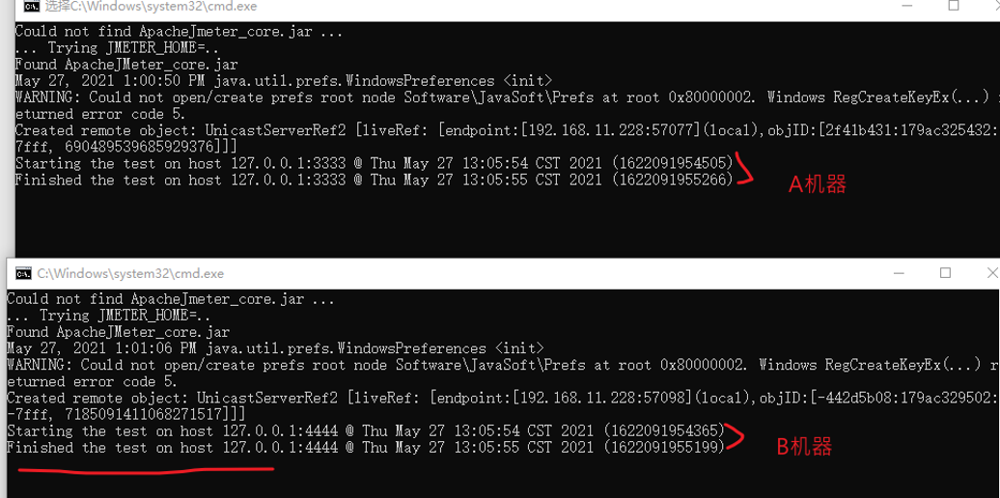 选择C:\Windows\system32\cmd.exe
Could not find ApacheJmeter_core.jar ...
... Trying JMETER_HOME=..
Found ApacheJMeter_core.jar
May 27, 2021 1:00:50 PM java.util.prefs.WindowsPreferences <init>
WARNING: Could not open/create prefs root node Software\JavaSoft\Prefs at root 0x80000002. Windows RegCreateKeyEx(...) r
eturned error code 5.
Created remote object: UnicastServerRef2 [liveRef: [endpoint:[192.168.11.228:57077](local),objID:[2f41b431:179ac325432:
7fff, 690489539685929376]]]
Starting the test on host 127.0.0.1:3333 @ Thu May 27 13:05:54 CST 2021 (1622091954505)
Finished the test on host 127.0.0.1:3333 @ Thu May 27 13:05:55 CST 2021 (1622091955266)
A机器
C:\Windows\system32\cmd.exe
Could not find ApacheJmeter_core.jar ...
... Trying JMETER_HOME=..
Found ApacheJMeter_core.jar
May 27, 2021 1:01:06 PM java.util.prefs.WindowsPreferences <init>
WARNING: Could not open/create prefs root node Software\JavaSoft\Prefs at root 0x80000002. Windows RegCreateKeyEx(...) r
eturned error code 5.
Created remote object: UnicastServerRef2 [liveRef: [endpoint:[192.168.11.228:57098](local),objID:[-442d5b08:179ac329502:
-7fff, 7185091411068271517]]]
Starting the test on host 127.0.0.1:4444 @ Thu May 27 13:05:54 CST 2021 (1622091954365)
Finished the test on host 127.0.0.1:4444 @ Thu May 27 13:05:55 CST 2021 (1622091955199)
B机器